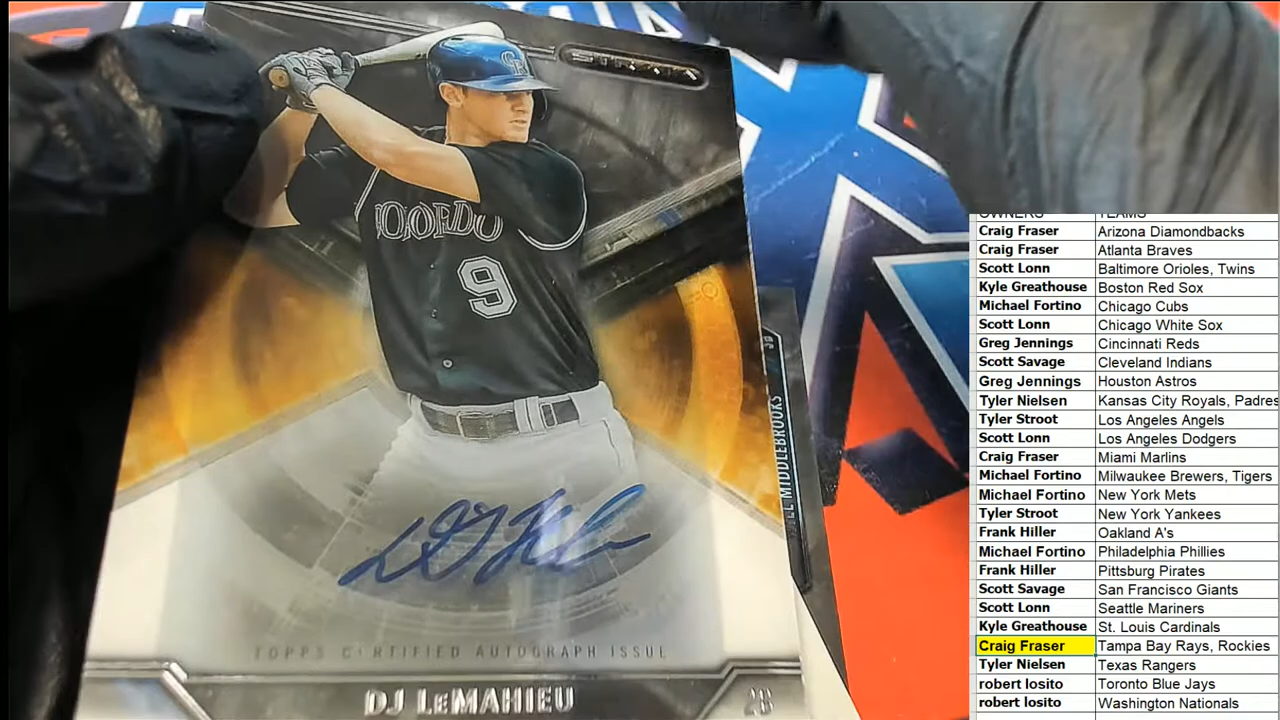 CR
COLORADO
9
TOPPS CERTIFIED AUTOGRAPH ISSUE
DJ LeMAHIEU
2B
MIDDLEBROOKS
3B
OWNERS TEAMS
Craig Fraser Arizona Diamondbacks
Craig Fraser Atlanta Braves
Scott Lonn Baltimore Orioles, Twins
Kyle Greathouse Boston Red Sox
Michael Fortino Chicago Cubs
Scott Lonn Chicago White Sox
Greg Jennings Cincinnati Reds
Scott Savage Cleveland Indians
Greg Jennings Houston Astros
Tyler Nielsen Kansas City Royals, Padres
Tyler Stroot Los Angeles Angels
Scott Lonn Los Angeles Dodgers
Craig Fraser Miami Marlins
Michael Fortino Milwaukee Brewers, Tigers
Michael Fortino New York Mets
Tyler Stroot New York Yankees
Frank Hiller Oakland A's
Michael Fortino Philadelphia Phillies
Frank Hiller Pittsburg Pirates
Scott Savage San Francisco Giants
Scott Lonn Seattle Mariners
Kyle Greathouse St. Louis Cardinals
Craig Fraser Tampa Bay Rays, Rockies
Tyler Nielsen Texas Rangers
robert losito Toronto Blue Jays
robert losito Washington Nationals